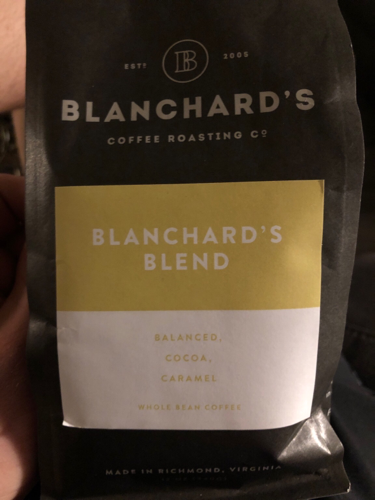 ESTD 2005
B
BLANCHARD'S
COFFEE ROASTING Cº
BLANCHARD'S
BLEND
BALANCED,
COCOA,
CARAMEL
WHOLE BEAN COFFEE
MADE IN RICHMOND, VIRGINIA